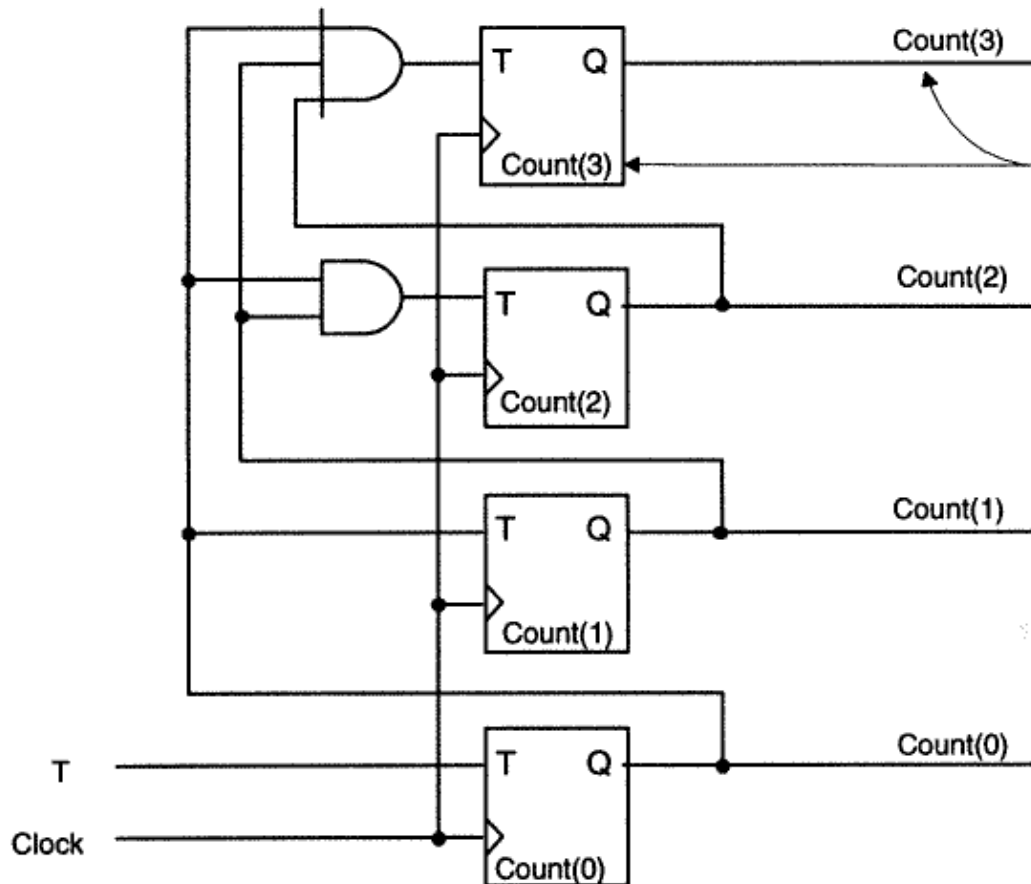 Count(3)
T Q
Count(3)
Count(2)
T Q
Count(2)
Count(1)
T Q
Count(1)
Count(0)
T T Q
Clock
Count(0)